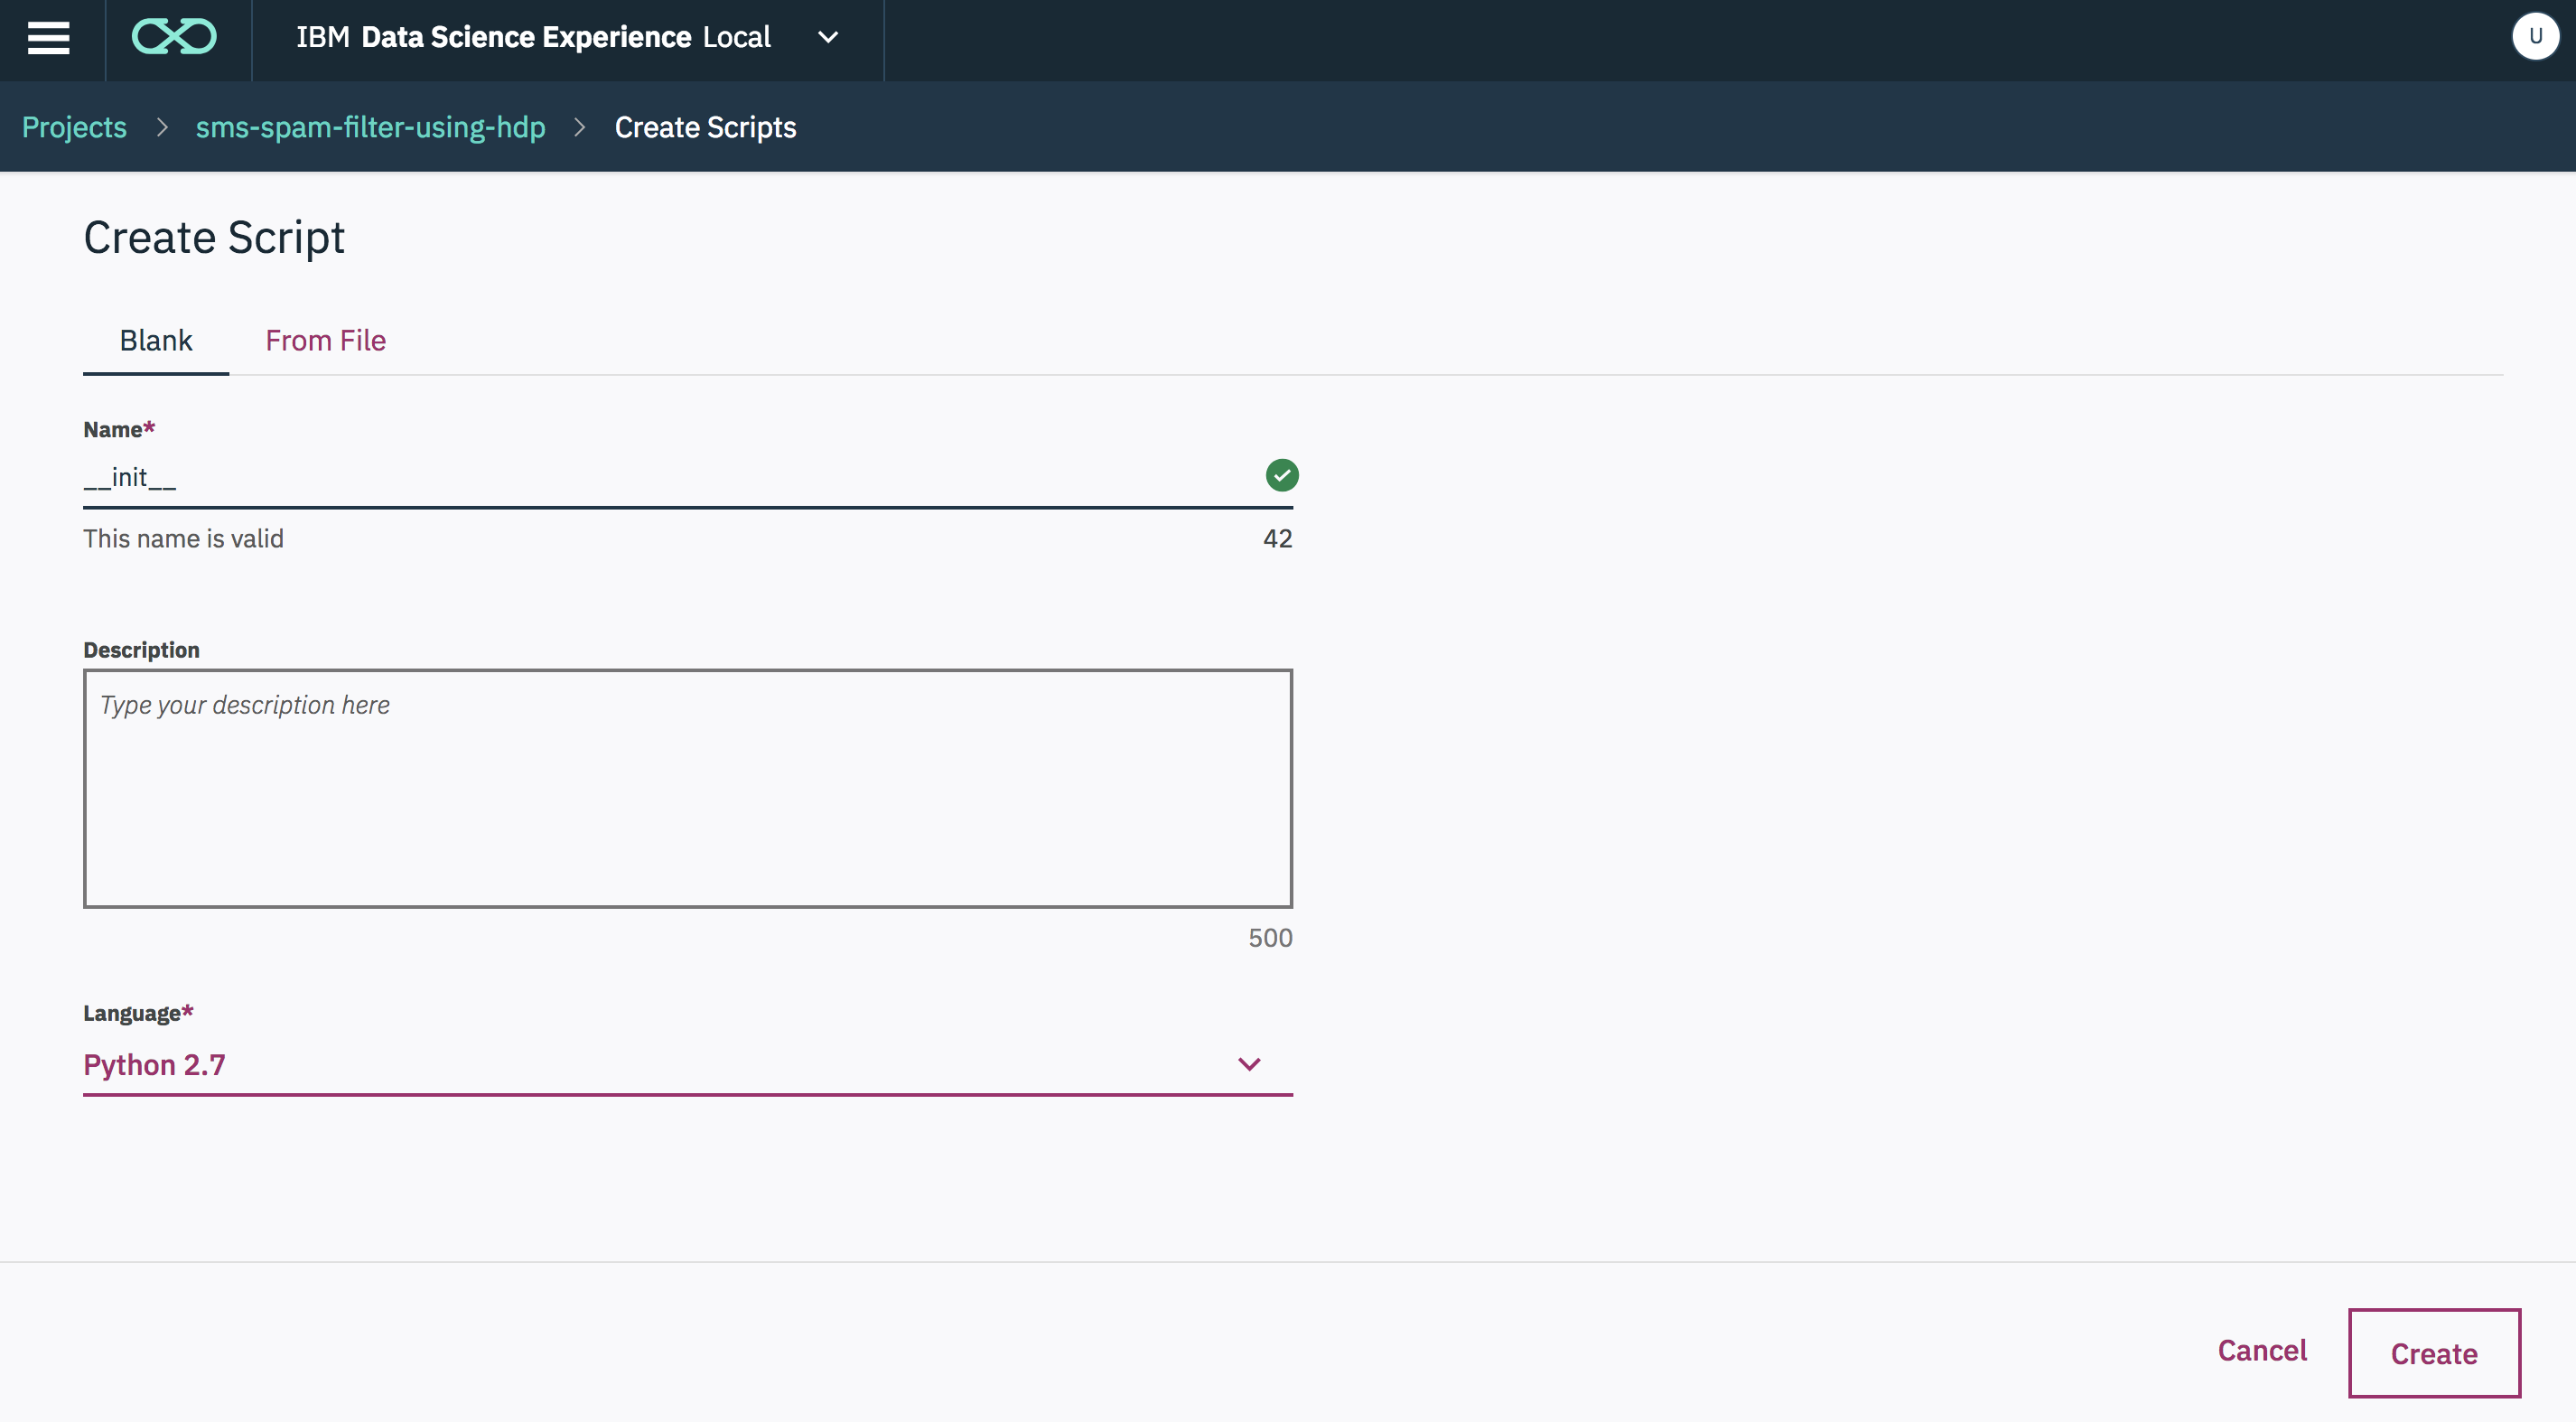 IBM Data Science Experience Local
U
Projects > sms-spam-filter-using-hdp > Create Scripts
Create Script
Blank From File
Name*
__init__
This name is valid 42
Description
Type your description here
500
Language*
Python 2.7
Cancel Create